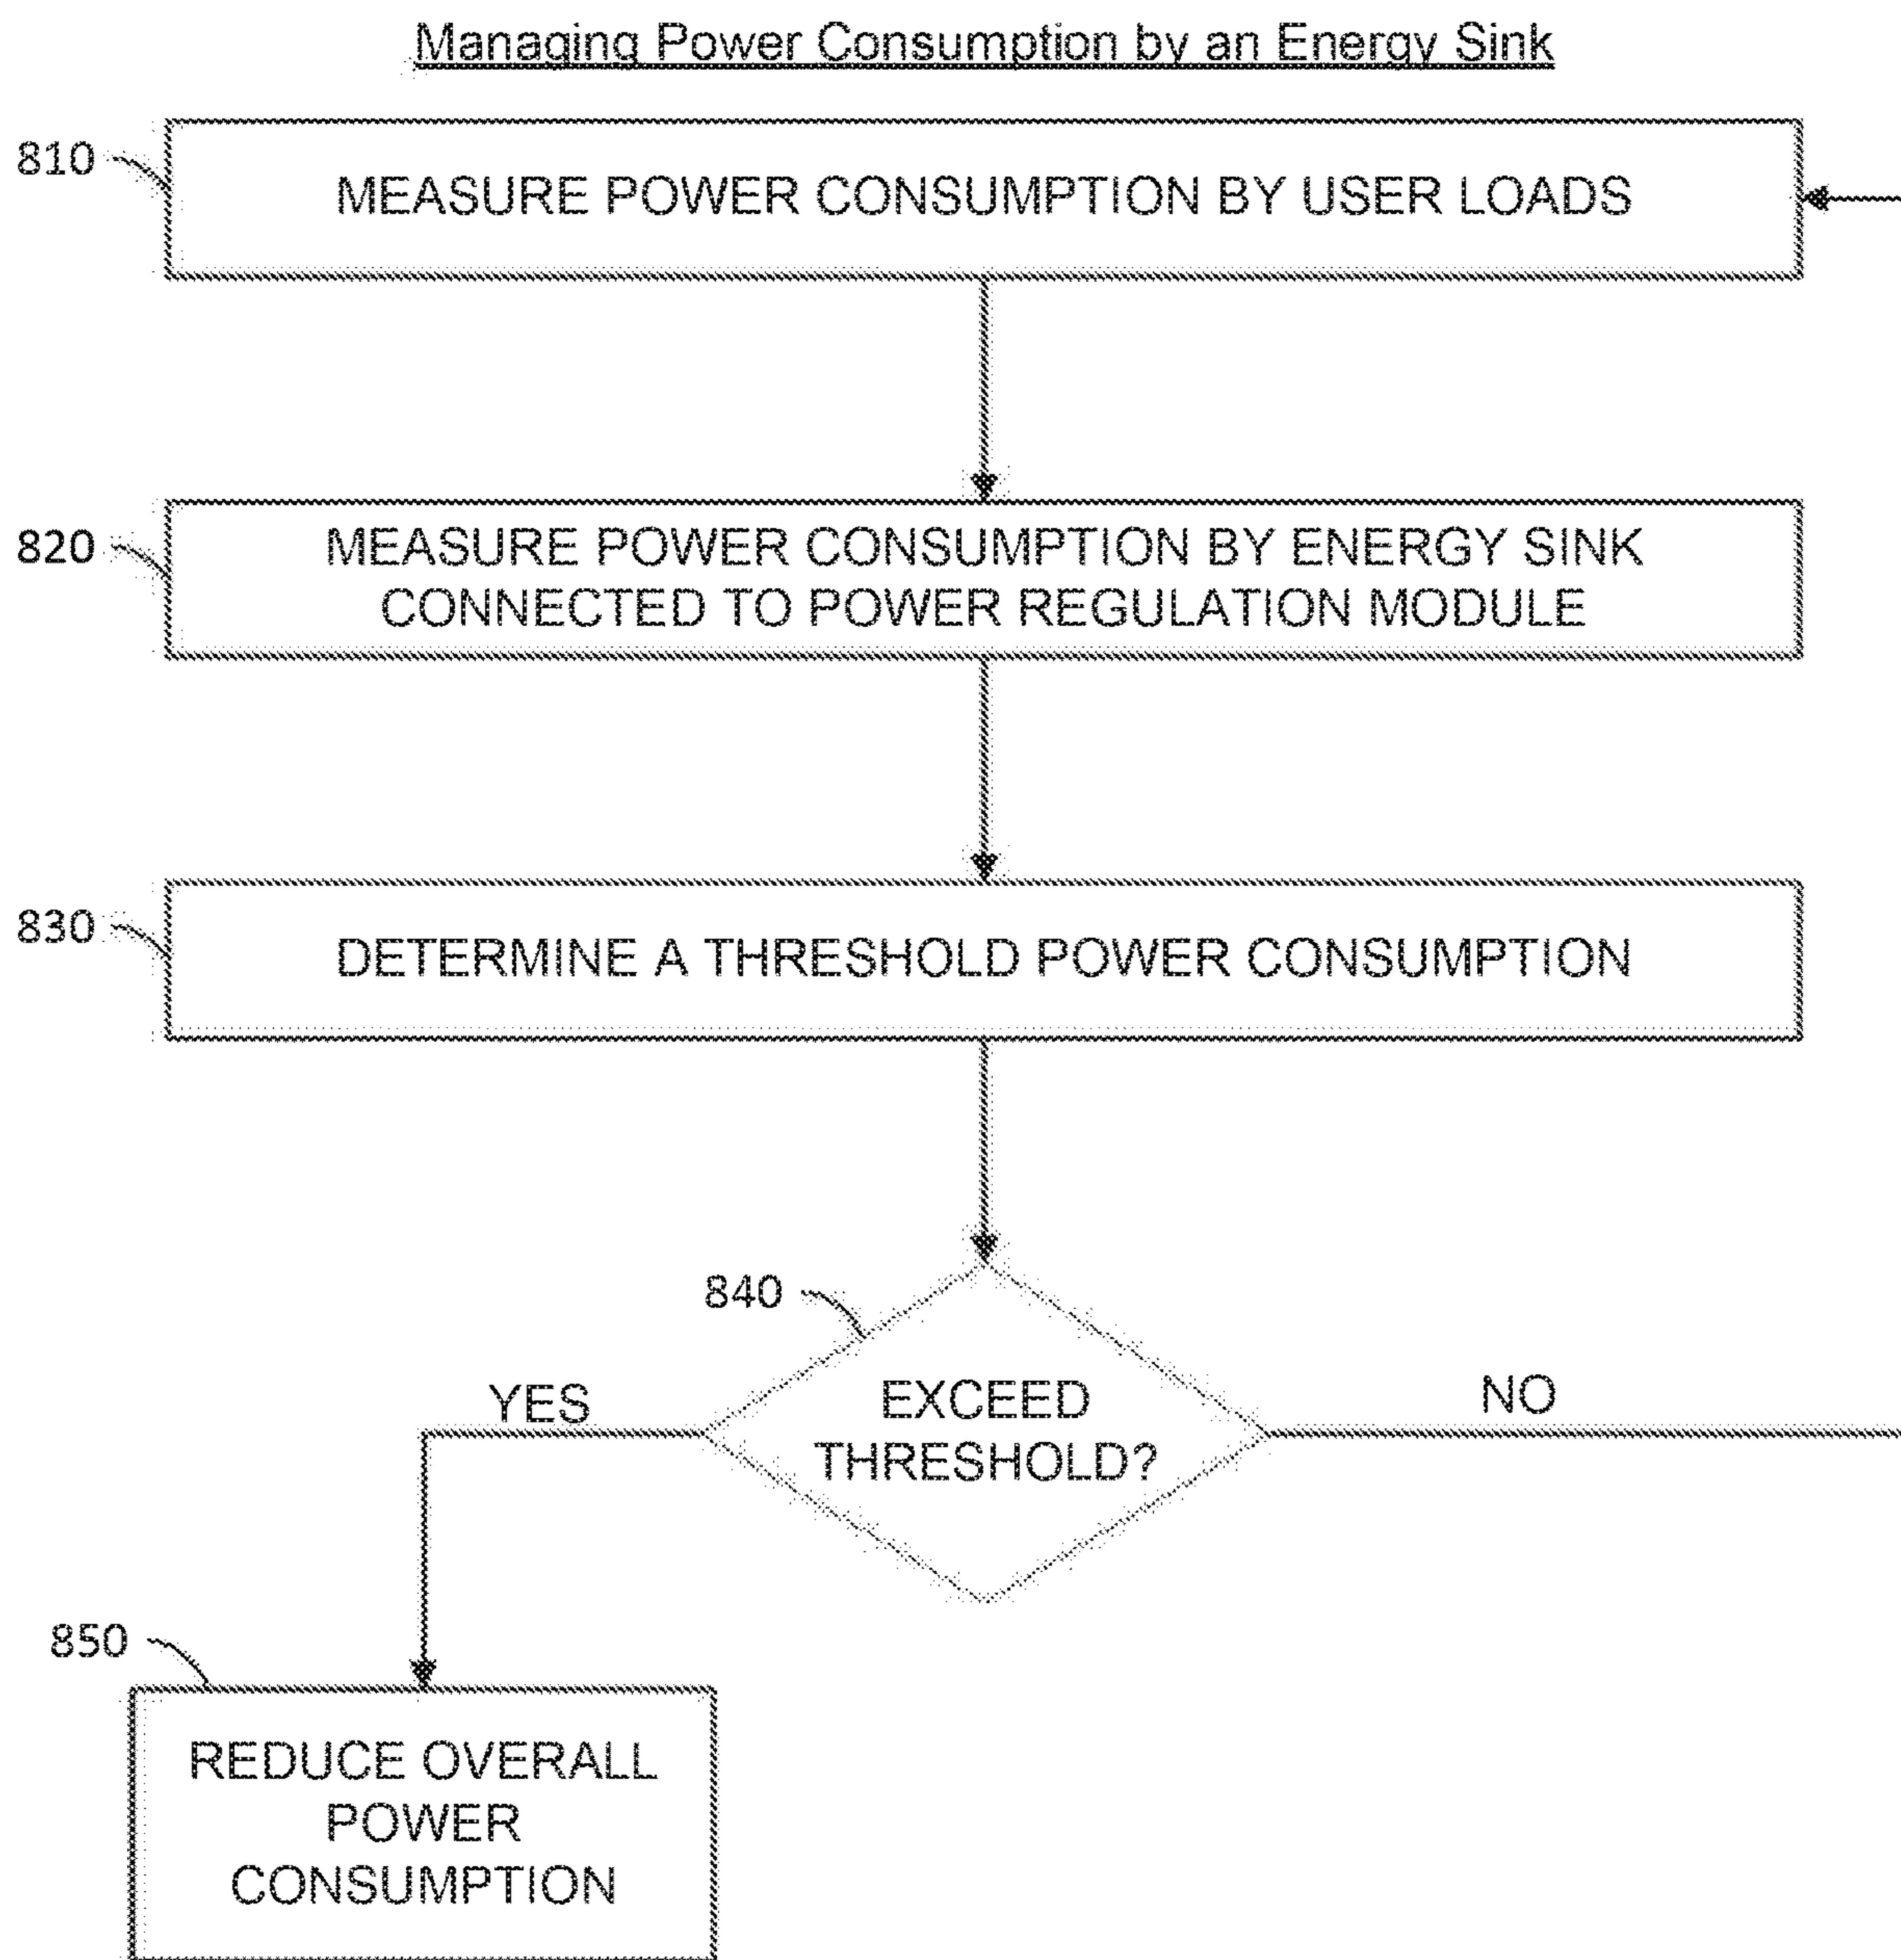 Managing Power Consumption by an Energy Sink
810
MEASURE POWER CONSUMPTION BY USER LOADS
820
MEASURE POWER CONSUMPTION BY ENERGY SINK
CONNECTED TO POWER REGULATION MODULE
830
DETERMINE A THRESHOLD POWER CONSUMPTION
840
YES
EXCEED
THRESHOLD?
NO
850
REDUCE OVERALL
POWER
CONSUMPTION